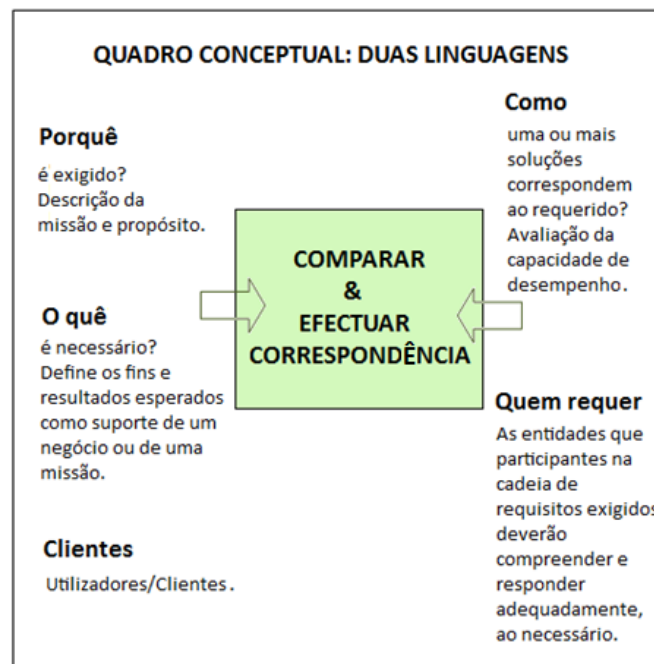 QUADRO CONCEPTUAL: DUAS LINGUAGENS
Porquê
é exigido?
Descrição da
missão e propósito.
O quê
é necessário?
Define os fins e
resultados esperados
como suporte de um
negócio ou de uma
missão.
Clientes
Utilizadores/Clientes.
COMPARAR
&
EFECTUAR
CORRESPONDÊNCIA
Como
uma ou mais
soluções
correspondem
ao requerido?
Avaliação da
capacidade de
desempenho.
Quem requer
As entidades que
participantes na
cadeia de
requisitos exigidos
deverão
compreender e
responder
adequadamente,
ao necessário.